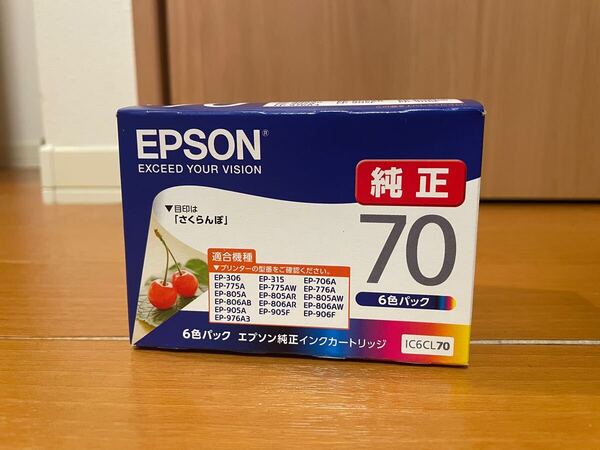 EPSON®
EXCEED YOUR VISION
純正
▼目印は
「さくらんぼ」
70
6色パック
適合機種
▼プリンターの型番をご確認ください。
EP-306 EP-315 EP-706A
EP-775A EP-775AW EP-776A
EP-805A EP-805AR EP-805AW
EP-806AB EP-806AR EP-806AW
EP-905A EP-905F EP-906F
EP-976A3
6色パック エプソン純正インクカートリッジ
IC6CL70